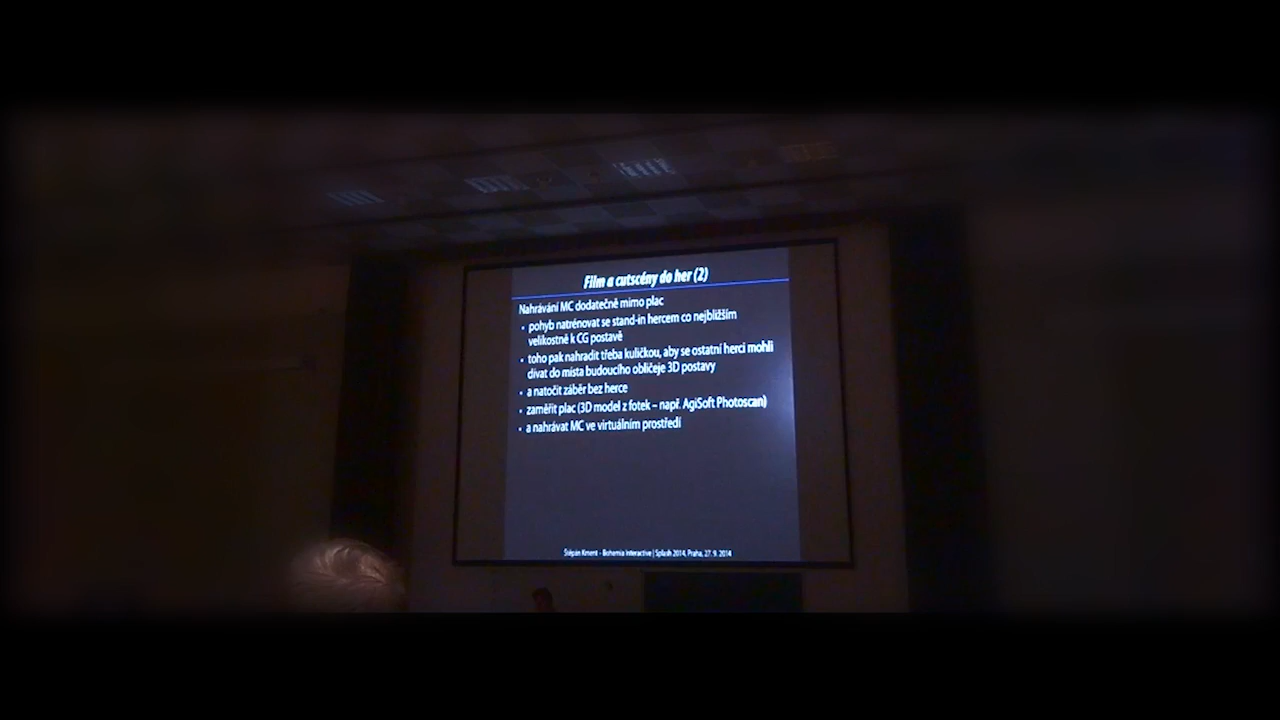 Film a cutscény do her (2)
Nahrávání MC dodatečně mimo plac
• pohyb natrénovat se stand-in hercem co nejbližším
velikostně k CG postavě
• toho pak nahradit třeba kuličkou, aby se ostatní herci mohli
dívat do místa budoucího obličeje 3D postavy
• a natočit záběr bez herce
• zaměřit plac (3D model z fotek – např. AgiSoft Photoscan)
• a nahrávat MC ve virtuálním prostředí
Štěpán Kment - Bohemia Interactive | Splash 2014, Praha, 27. 9. 2014